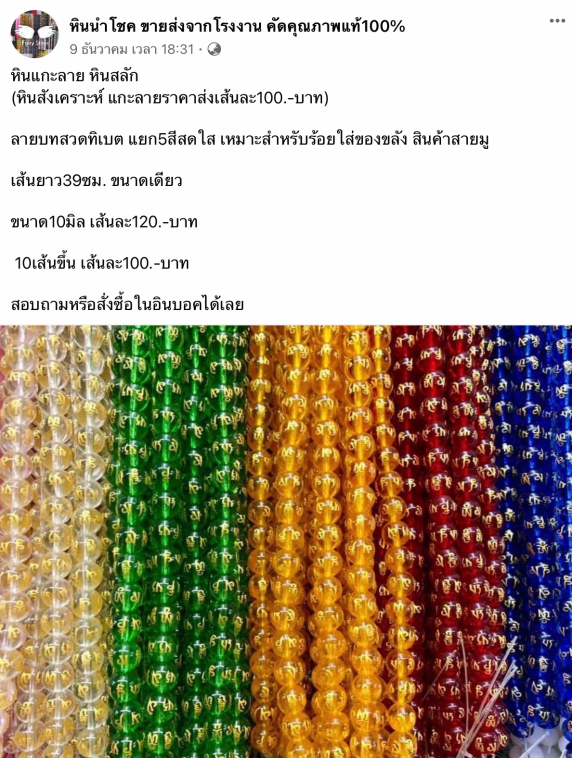 หินนำโชค ขายส่งจากโรงงาน คัดคุณภาพแท้100%
9 ธันวาคม เวลา 18:31 ·
หินแกะลาย หินสลัก
(หินสังเคราะห์ แกะลายราคาส่งเส้นละ100.-บาท)
ลายบทสวดทิเบต แยก5สีสดใส เหมาะสำหรับร้อยใส่ของขลัง สินค้าสายมู
เส้นยาว39ซม. ขนาดเดียว
ขนาด10มิล เส้นละ120.-บาท
10เส้นขึ้น เส้นละ100.-บาท
สอบถามหรือสั่งซื้อในอินบอคได้เลย